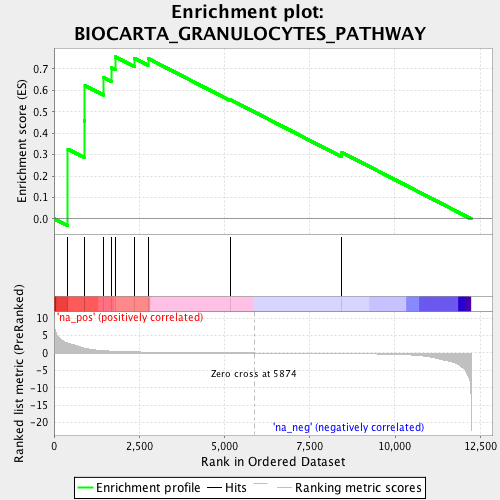 Enrichment plot:
BIOCARTA_GRANULOCYTES_PATHWAY
Enrichment score (ES)
0.7
0.6
0.5
0.4
0.3
0.2
0.1
0.0
Ranked list metric (PreRanked)
10
5
0
-5
-10
-15
-20
'na_pos' (positively correlated)
Zero cross at 5874
'na_neg' (negatively correlated)
0
2,500
5,000
7,500
10,000
12,500
Rank in Ordered Dataset
Enrichment profile
Hits
Ranking metric scores